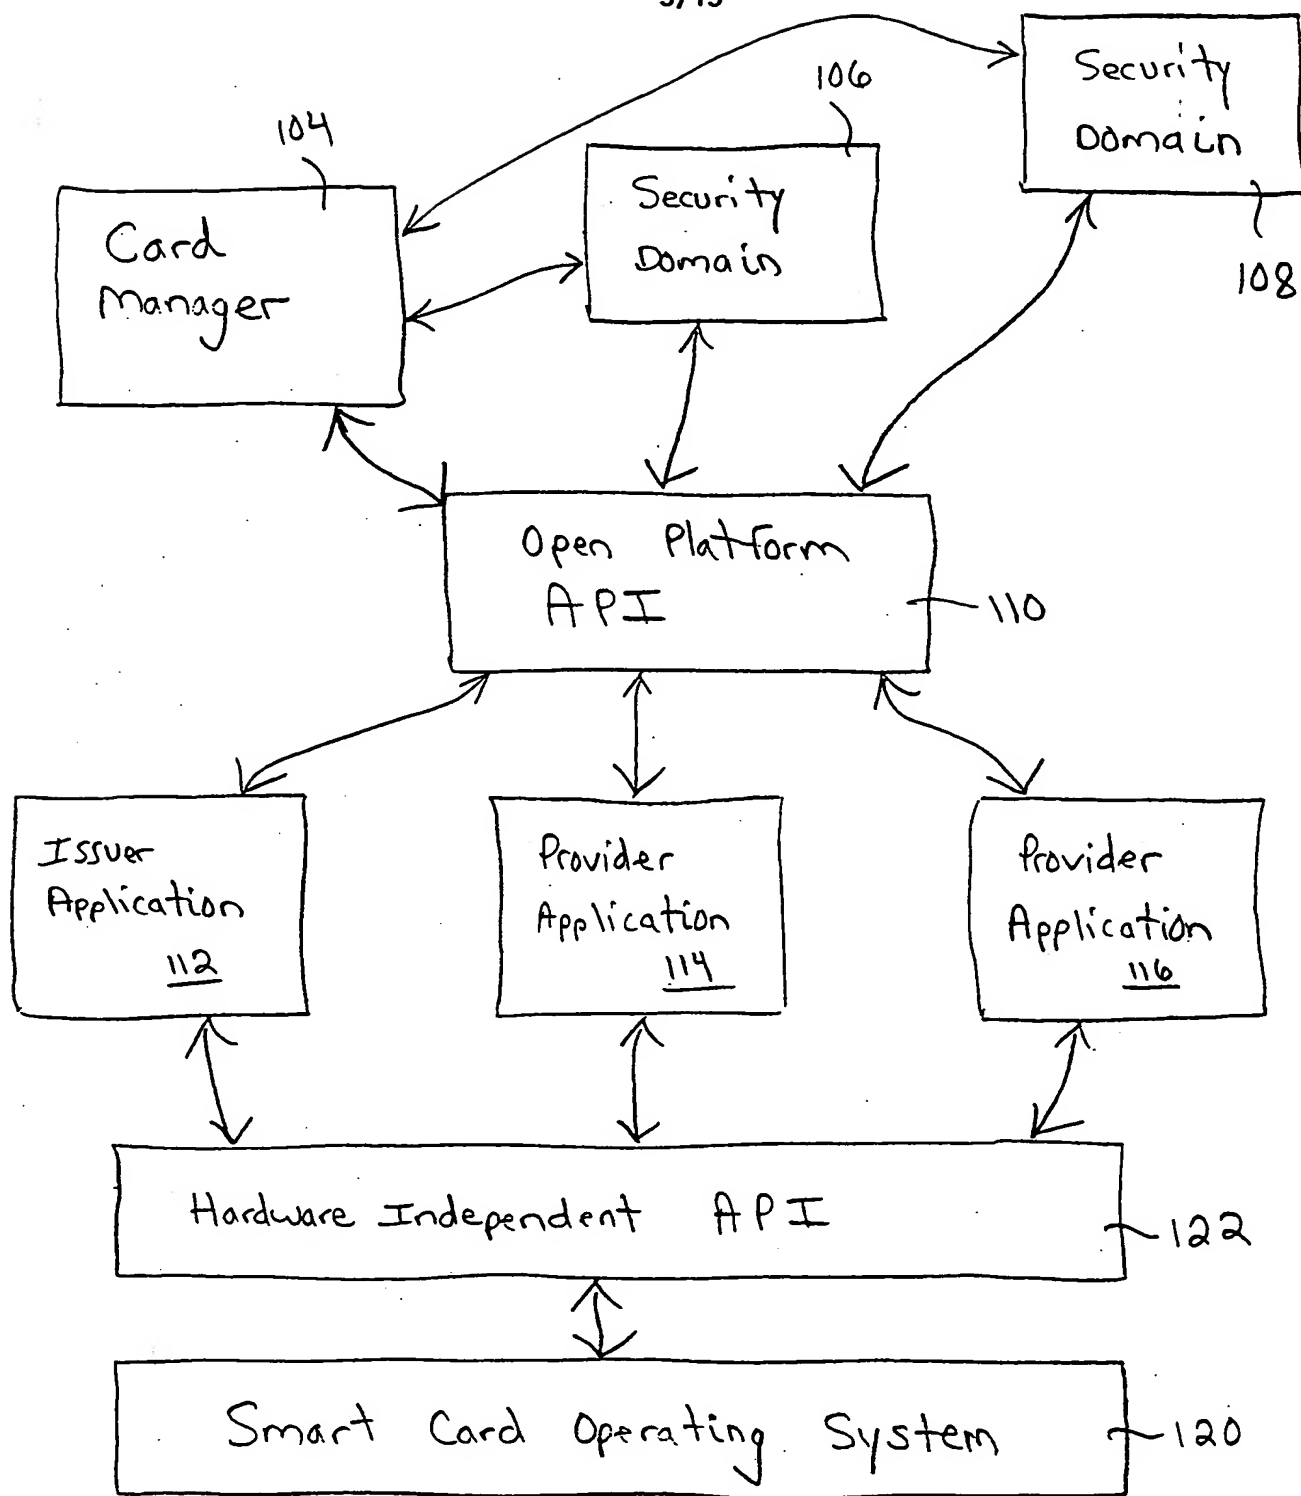 106
Security
Domain
104
Security
Domain
Card
Manager
108
Open Platform
API
110
Issuer
Application
112
Provider
Application
114
Provider
Application
116
Hardware Independent API
122
Smart Card Operating System
120